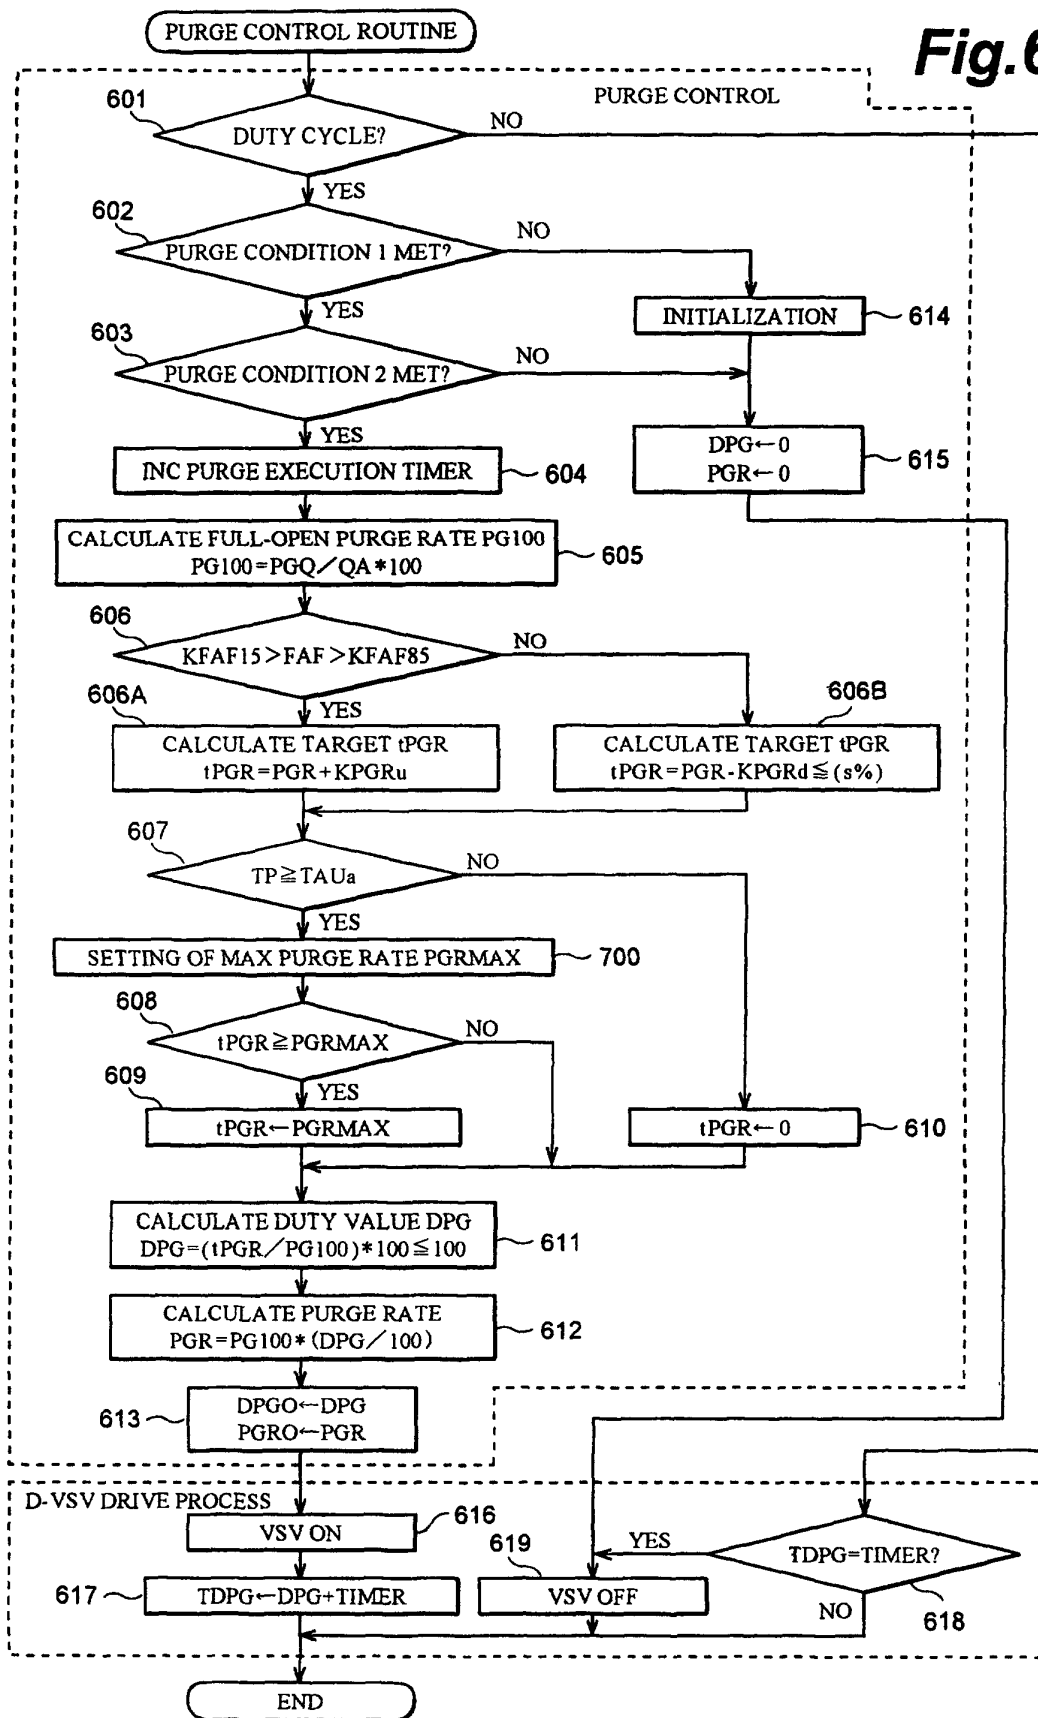 PURGE CONTROL ROUTINE
Fig.6
PURGE CONTROL
601
DUTY CYCLE?
NO
YES
602
PURGE CONDITION 1 MET?
NO
YES
INITIALIZATION
614
603
PURGE CONDITION 2 MET?
NO
YES
DPG←0
PGR←0
615
INC PURGE EXECUTION TIMER
604
CALCULATE FULL-OPEN PURGE RATE PG100
PG100=PGQ/QA*100
605
606
KFAF15>FAF>KFAF85
NO
YES
606A
CALCULATE TARGET tPGR
tPGR=PGR+KPGRu
606B
CALCULATE TARGET tPGR
tPGR=PGR-KPGRd≦(s%)
607
TP≧TAUa
NO
YES
SETTING OF MAX PURGE RATE PGRMAX
700
608
tPGR≧PGRMAX
NO
YES
609
tPGR←PGRMAX
tPGR←0
610
CALCULATE DUTY VALUE DPG
DPG=(tPGR/PG100)*100≦100
611
CALCULATE PURGE RATE
PGR=PG100*(DPG/100)
612
613
DPGO←DPG
PGRO←PGR
D-VSV DRIVE PROCESS
VSV ON
616
617
TDPG←DPG+TIMER
619
VSV OFF
YES
TDPG=TIMER?
618
NO
END